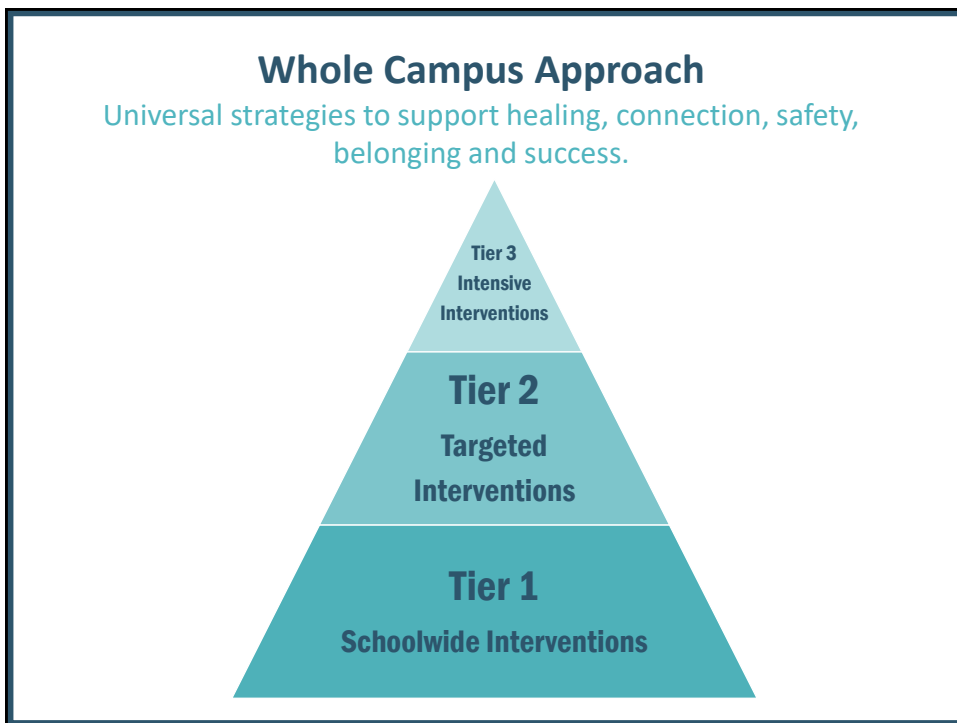 Whole Campus Approach
Universal strategies to support healing, connection, safety,
belonging and success.
Tier 3
Intensive
Interventions
Tier 2
Targeted
Interventions
Tier 1
Schoolwide Interventions